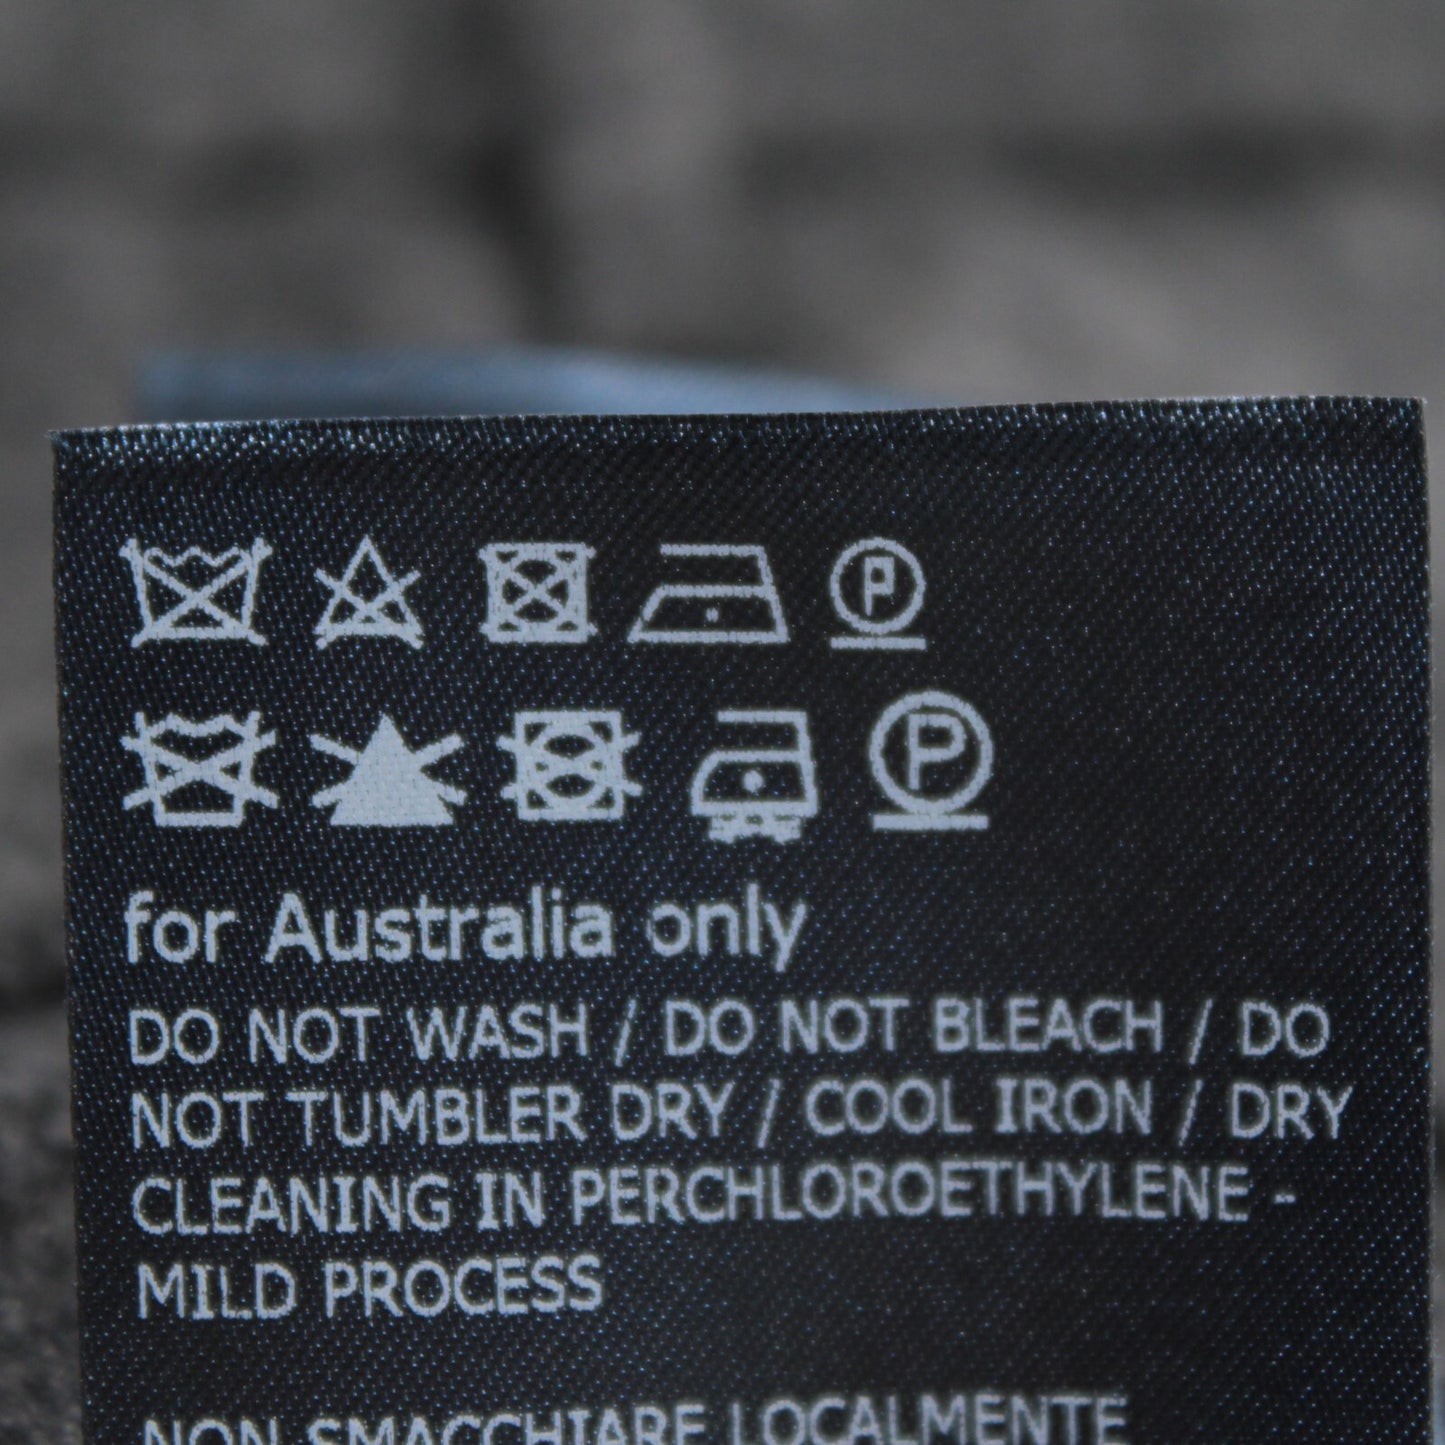 P
P
for Australia only
DO NOT WASH / DO NOT BLEACH / DO
NOT TUMBLER DRY / COOL IRON / DRY
CLEANING IN PERCHLOROETHYLENE -
MILD PROCESS
NON SMACCHIARE LOCALMENTE